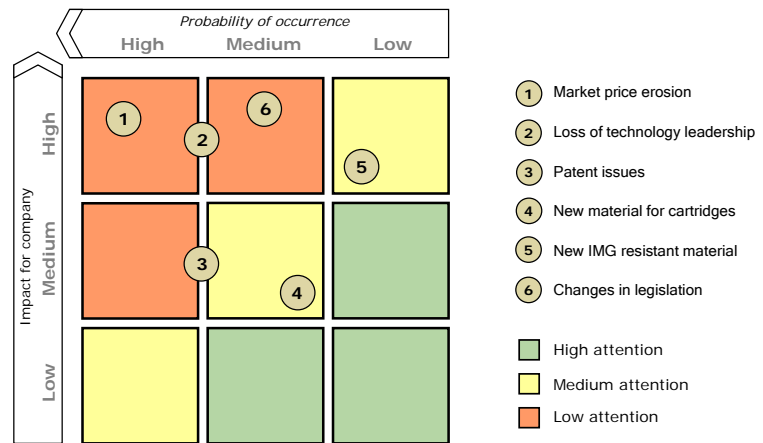 Probability of occurrence
High Medium Low
Impact for company
High
Medium
Low
1
2
6
5
3
4
1 Market price erosion
2 Loss of technology leadership
3 Patent issues
4 New material for cartridges
5 New IMG resistant material
6 Changes in legislation
High attention
Medium attention
Low attention